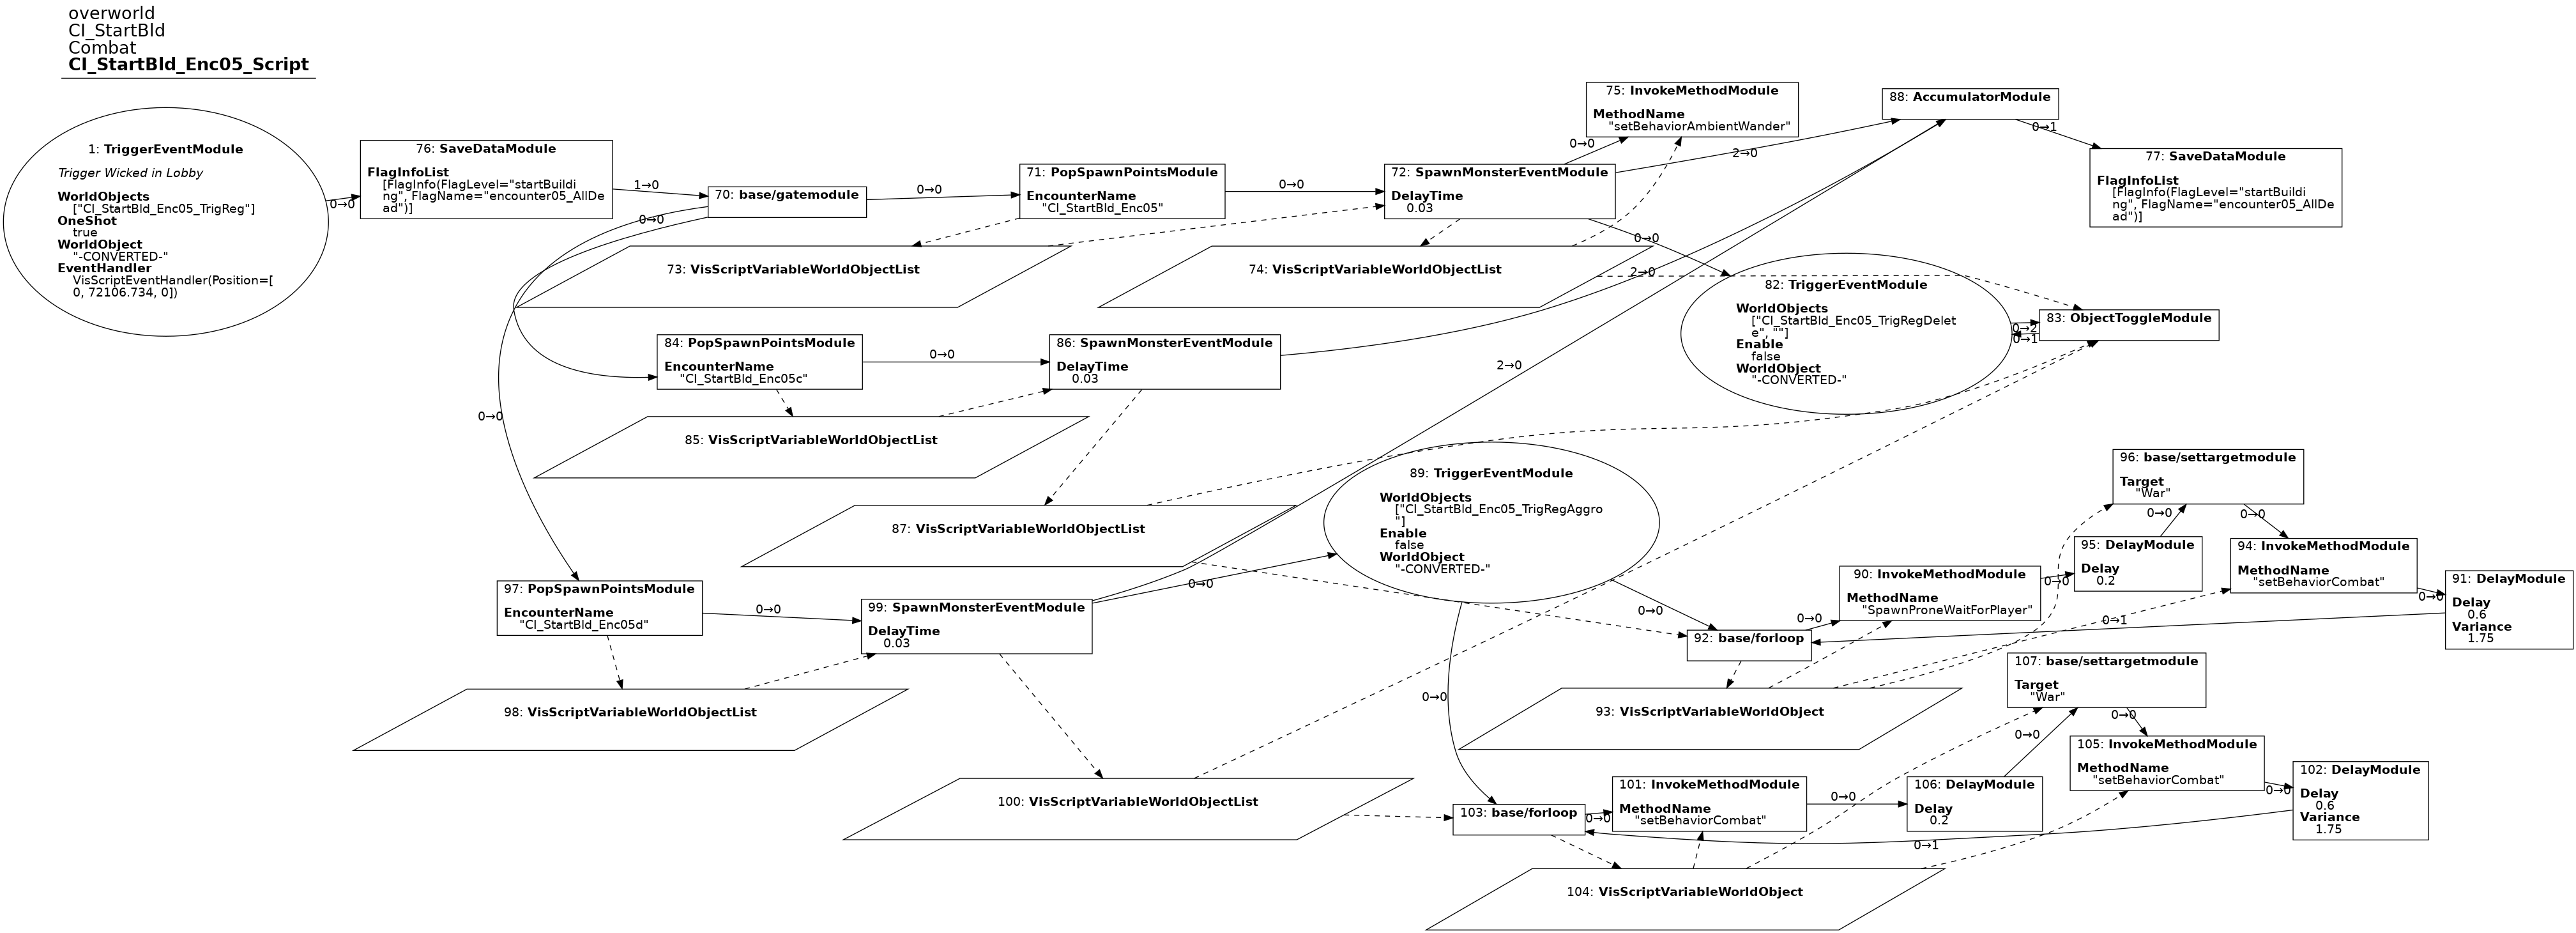 overworld
CI_StartBld
Combat
CI_StartBld_Enc05_Script
1: TriggerEventModule
Trigger Wicked in Lobby
WorldObjects
["CI_StartBld_Enc05_TrigReg"]
OneShot
true
WorldObject
"-CONVERTED-"
EventHandler
VisScriptEventHandler(Position=[
0, 72106.734, 0])
0→0
76: SaveDataModule
FlagInfoList
[FlagInfo(FlagLevel="startBuildi
ng", FlagName="encounter05_AllDe
ad")]
1→0
70: base/gatemodule
0→0
0→0
0→0
71: PopSpawnPointsModule
EncounterName
"CI_StartBld_Enc05"
0→0
72: SpawnMonsterEventModule
DelayTime
0.03
0→0
2→0
0→0
75: InvokeMethodModule
MethodName
"setBehaviorAmbientWander"
88: AccumulatorModule
0→1
77: SaveDataModule
FlagInfoList
[FlagInfo(FlagLevel="startBuildi
ng", FlagName="encounter05_AllDe
ad")]
73: VisScriptVariableWorldObjectList
74: VisScriptVariableWorldObjectList
2→0
82: TriggerEventModule
WorldObjects
["CI_StartBld_Enc05_TrigRegDelet
e", ""]
Enable
false
WorldObject
"-CONVERTED-"
0→2
0→1
83: ObjectToggleModule
84: PopSpawnPointsModule
EncounterName
"CI_StartBld_Enc05c"
0→0
86: SpawnMonsterEventModule
DelayTime
0.03
2→0
85: VisScriptVariableWorldObjectList
87: VisScriptVariableWorldObjectList
89: TriggerEventModule
WorldObjects
["CI_StartBld_Enc05_TrigRegAggro
"]
Enable
false
WorldObject
"-CONVERTED-"
0→0
0→0
96: base/settargetmodule
Target
"War"
0→0
0→0
95: DelayModule
Delay
0.2
94: InvokeMethodModule
MethodName
"setBehaviorCombat"
0→0
91: DelayModule
Delay
0.6
Variance
1.75
0→1
90: InvokeMethodModule
MethodName
"SpawnProneWaitForPlayer"
0→0
0→0
92: base/forloop
93: VisScriptVariableWorldObject
97: PopSpawnPointsModule
EncounterName
"CI_StartBld_Enc05d"
0→0
99: SpawnMonsterEventModule
DelayTime
0.03
0→0
98: VisScriptVariableWorldObjectList
100: VisScriptVariableWorldObjectList
107: base/settargetmodule
Target
"War"
0→0
0→0
103: base/forloop
0→0
101: InvokeMethodModule
MethodName
"setBehaviorCombat"
0→0
106: DelayModule
Delay
0.2
105: InvokeMethodModule
MethodName
"setBehaviorCombat"
0→0
102: DelayModule
Delay
0.6
Variance
1.75
0→1
104: VisScriptVariableWorldObject